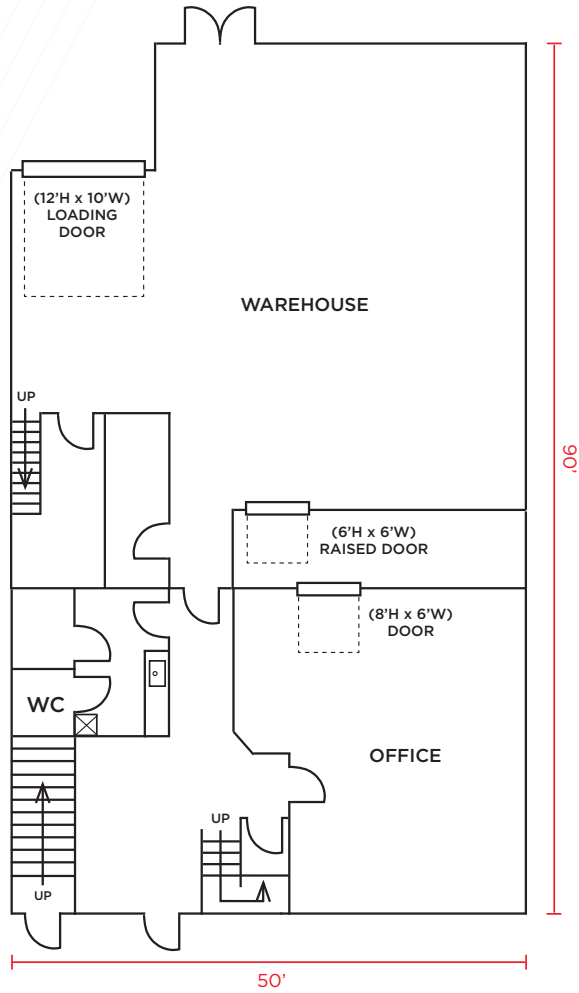 (12'H x 10'W)
LOADING
DOOR
WAREHOUSE
UP
90'
(6'H x 6'W)
RAISED DOOR
(8'H x 6'W)
DOOR
WC
OFFICE
UP
UP
50'